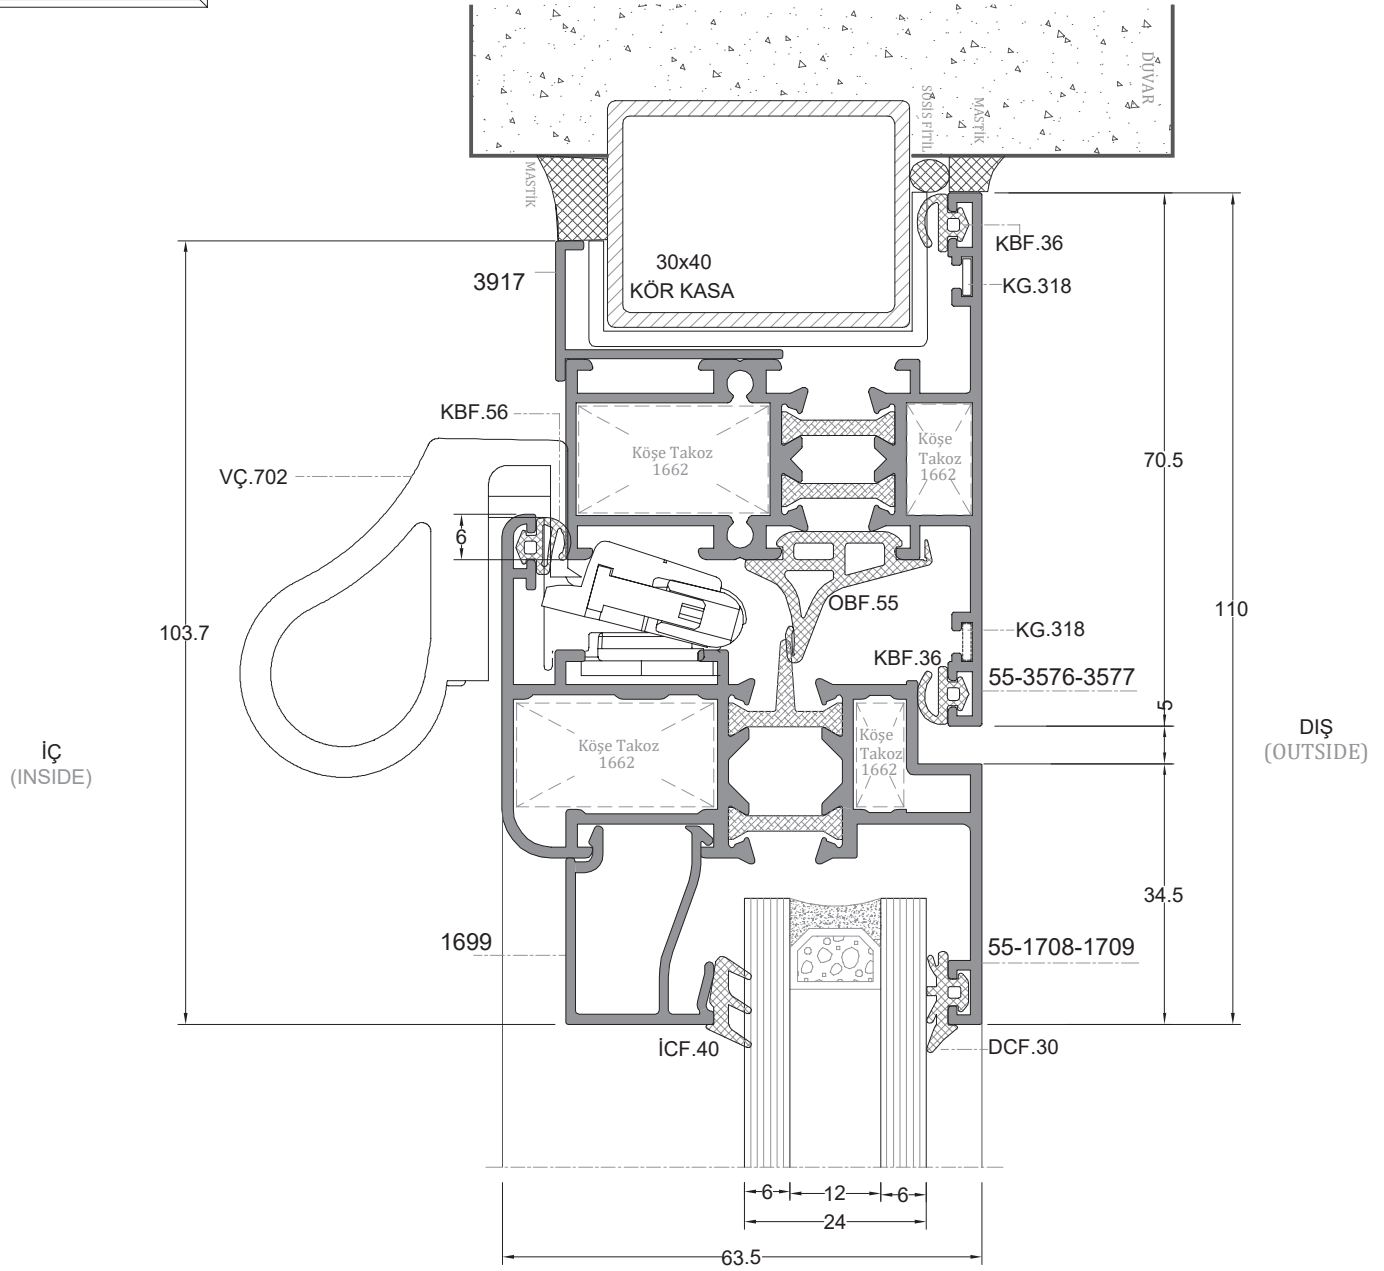 DUVAR
SOSİS FİTİL
MASTİK
MASTİK
KBF.36
30x40
KÖR KASA
3917
KG.318
KBF.56
Köşe Takoz
1662
Köşe
Takoz
1662
VÇ.702
70.5
6
OBF.55
110
103.7
KG.318
KBF.36
55-3576-3577
5
İÇ
(INSIDE)
Köşe Takoz
1662
Köşe
Takoz
1662
DIŞ
(OUTSIDE)
34.5
1699
55-1708-1709
İCF.40
DCF.30
6
12
6
24
63.5